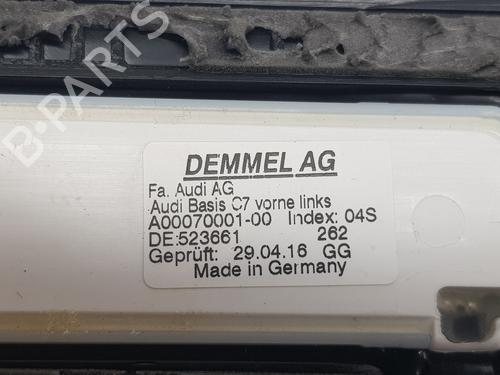 DEMMEL AG
Fa. Audi AG
Audi Basis C7 vorne links
A00070001-00 Index: 04S
DE:523661 262
Geprüft: 29.04.16 GG
Made in Germany
B-PARTS